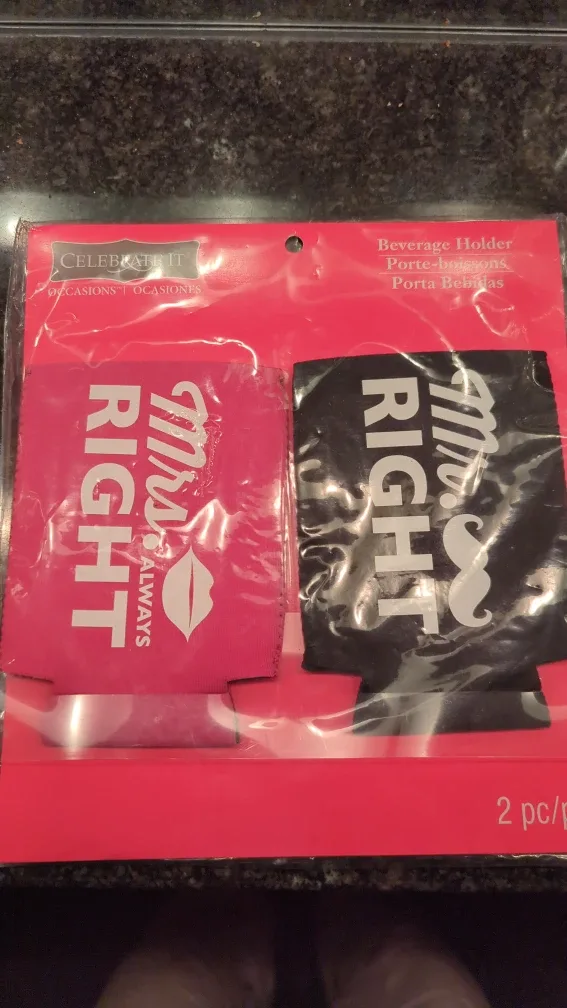 CELEBRATE IT
OCCASIONS | OCASIONES
Beverage Holder
Porte-boissons
Porta Bebidas
Mrs.
ALWAYS
RIGHT
Mr.
RIGHT
2 pc/p